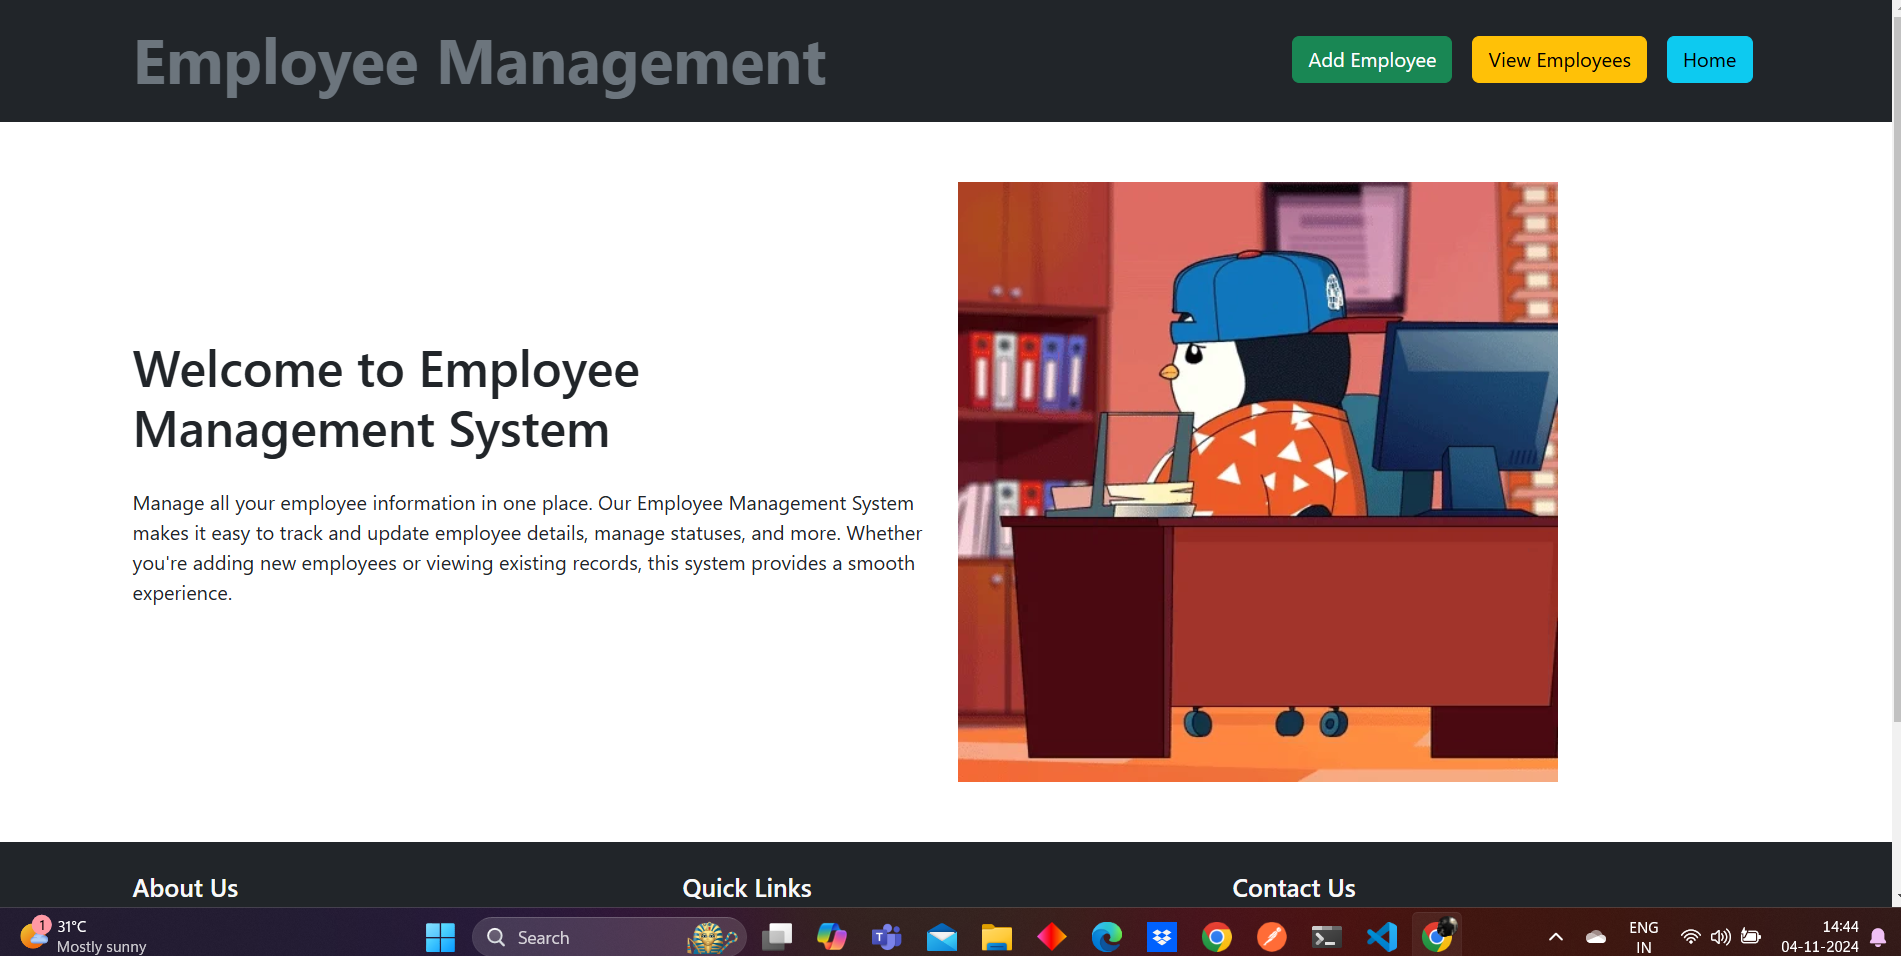 Employee Management
Add Employee
View Employees
Home
Welcome to Employee
Management System
Manage all your employee information in one place. Our Employee Management System
makes it easy to track and update employee details, manage statuses, and more. Whether
you're adding new employees or viewing existing records, this system provides a smooth
experience.
About Us
Quick Links
Contact Us
1
31°C
Mostly sunny
Search
T
ENG
IN
14:44
04-11-2024